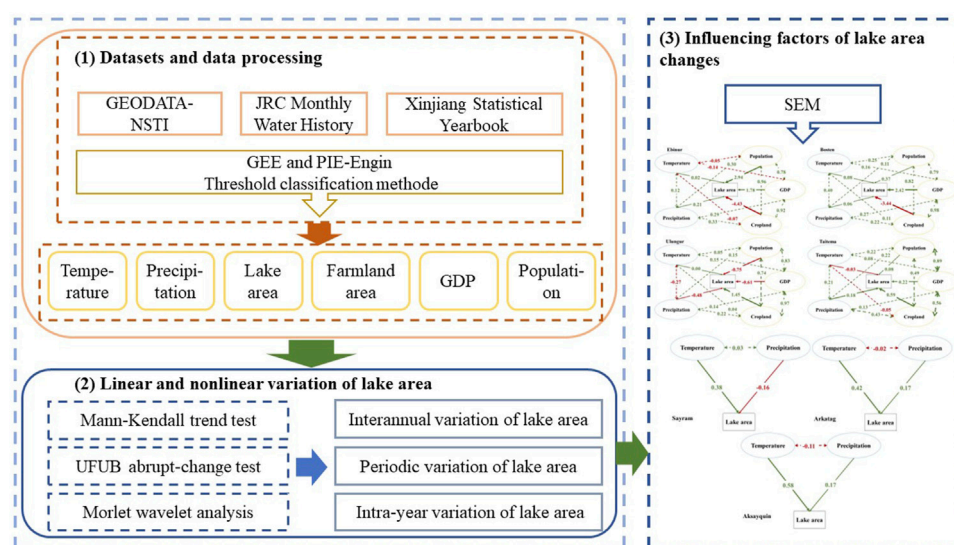 (1) Datasets and data processing
GEODATA-
NSTI
JRC Monthly
Water History
Xinjiang Statistical
Yearbook
GEE and PIE-Engin
Threshold classification methode
Tempe-
rature
Precipi-
tation
Lake
area
Farmland
area
GDP
Populati-
on
(2) Linear and nonlinear variation of lake area
Mann-Kendall trend test
UFUB abrupt-change test
Morlet wavelet analysis
Interannual variation of lake area
Periodic variation of lake area
Intra-year variation of lake area
(3) Influencing factors of lake area
changes
SEM
Ebinur
Temperature
Population
Lake area
GDP
Precipitation
Cropland
Bosten
Temperature
Population
Lake area
GDP
Precipitation
Cropland
Ulungur
Temperature
Population
Lake area
GDP
Precipitation
Cropland
Taitema
Temperature
Population
Lake area
GDP
Precipitation
Cropland
Temperature
0.03
Precipitation
0.38
-0.16
Sayram
Lake area
Temperature
-0.02
Precipitation
0.42
0.17
Arkatag
Lake area
Temperature
-0.11
Precipitation
0.58
0.17
Aksayquin
Lake area